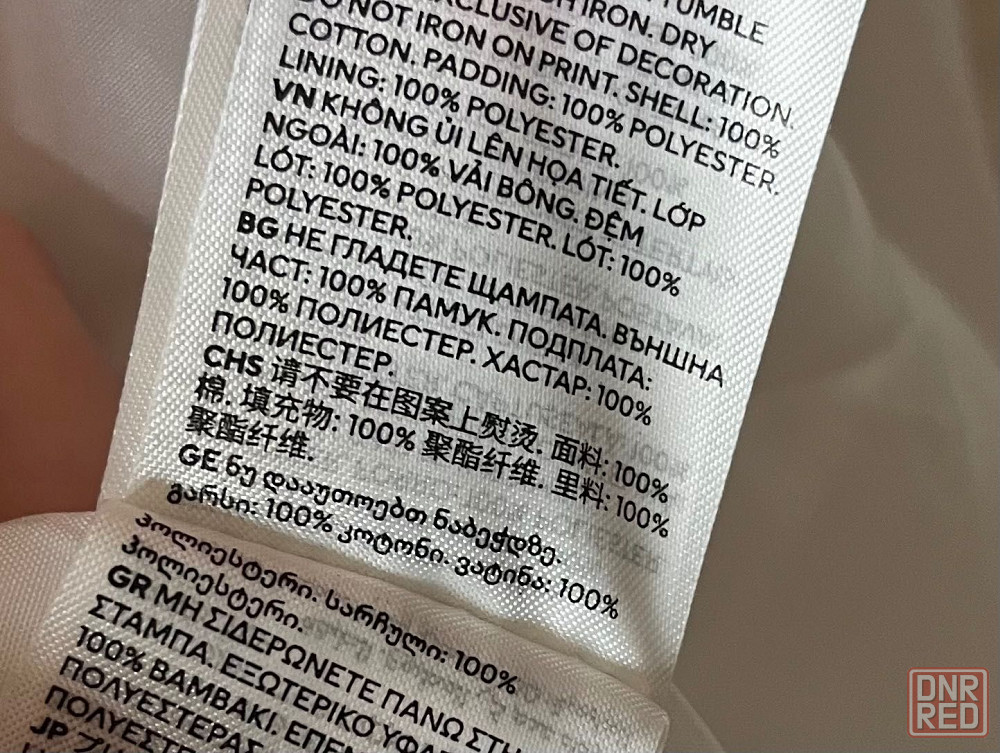 TUMBLE
IRON. DRY
EXCLUSIVE OF DECORATION.
DO NOT IRON ON PRINT. SHELL: 100%
COTTON. PADDING: 100% POLYESTER.
LINING: 100% POLYESTER.
VN KHÔNG ỦI LÊN HỌA TIẾT. LỚP
NGOÀI: 100% VẢI BÔNG. ĐỆM
LÓT: 100% POLYESTER. LÓT: 100%
POLYESTER.
BG НЕ ГЛАДЕТЕ ЩАМПАТА. ВЪНШНА
ЧАСТ: 100% ПАМУК. ПОДПЛАТА:
100% ПОЛИЕСТЕР. ХАСТАР: 100%
ПОЛИЕСТЕР.
CHS 请不要在图案上熨烫. 面料: 100%
棉. 填充物: 100% 聚酯纤维. 里料: 100%
聚酯纤维.
GE ნუ დააუთოებთ ნაბეჭდზე.
გარსი: 100% კოტონი. ვატინა: 100%
პოლიესტერი. სარჩული: 100%
პოლიესტერი.
GR ΜΗ ΣΙΔΕΡΩΝΕΤΕ ΠΑΝΩ ΣΤΗ
ΣΤΑΜΠΑ. ΕΞΩΤΕΡΙΚΟ
100% ΒΑΜΒΑΚΙ.
ΠΟΛΥΕΣΤΕΡΑΣ
ΠΟΛΥΕΣΤΕΡ
JP
DNR
RED